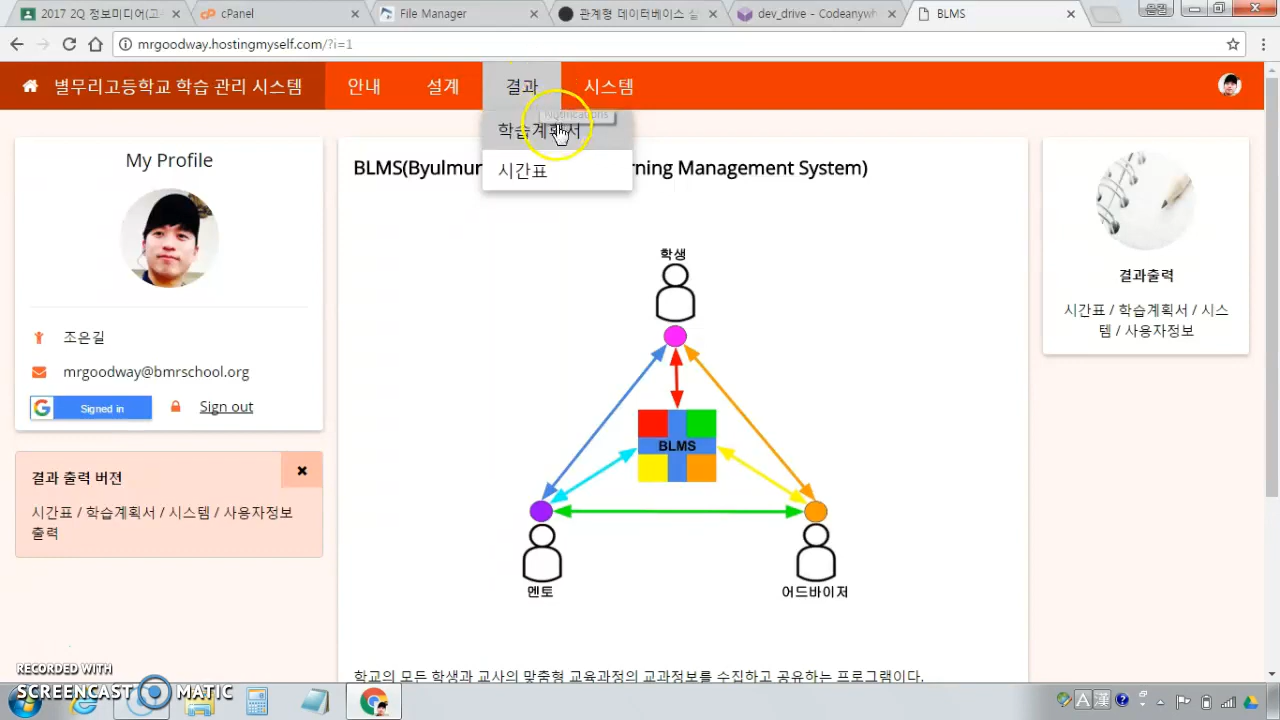 2017 2Q 정보미디어(고
cPanel
File Manager
관계형 데이터베이스 실
dev_drive - Codeanywh
BLMS
mrgoodway.hostingmyself.com/?i=1
별무리고등학교 학습 관리 시스템
안내
설계
결과
시스템
Notifications
학습계획서
시간표
My Profile
조은길
mrgoodway@bmrschool.org
Signed in
Sign out
결과 출력 버젼
시간표 / 학습계획서 / 시스템 / 사용자정보
출력
BLMS(Byulmur
rning Management System)
학생
BLMS
멘토
어드바이저
학교의 모든 학생과 교사의 맞춤형 교육과정의 교과정보를 수집하고 공유하는 프로그램이다.
결과출력
시간표 / 학습계획서 / 시스
템 / 사용자정보
RECORDED WITH
SCREENCAST MATIC
A 漢